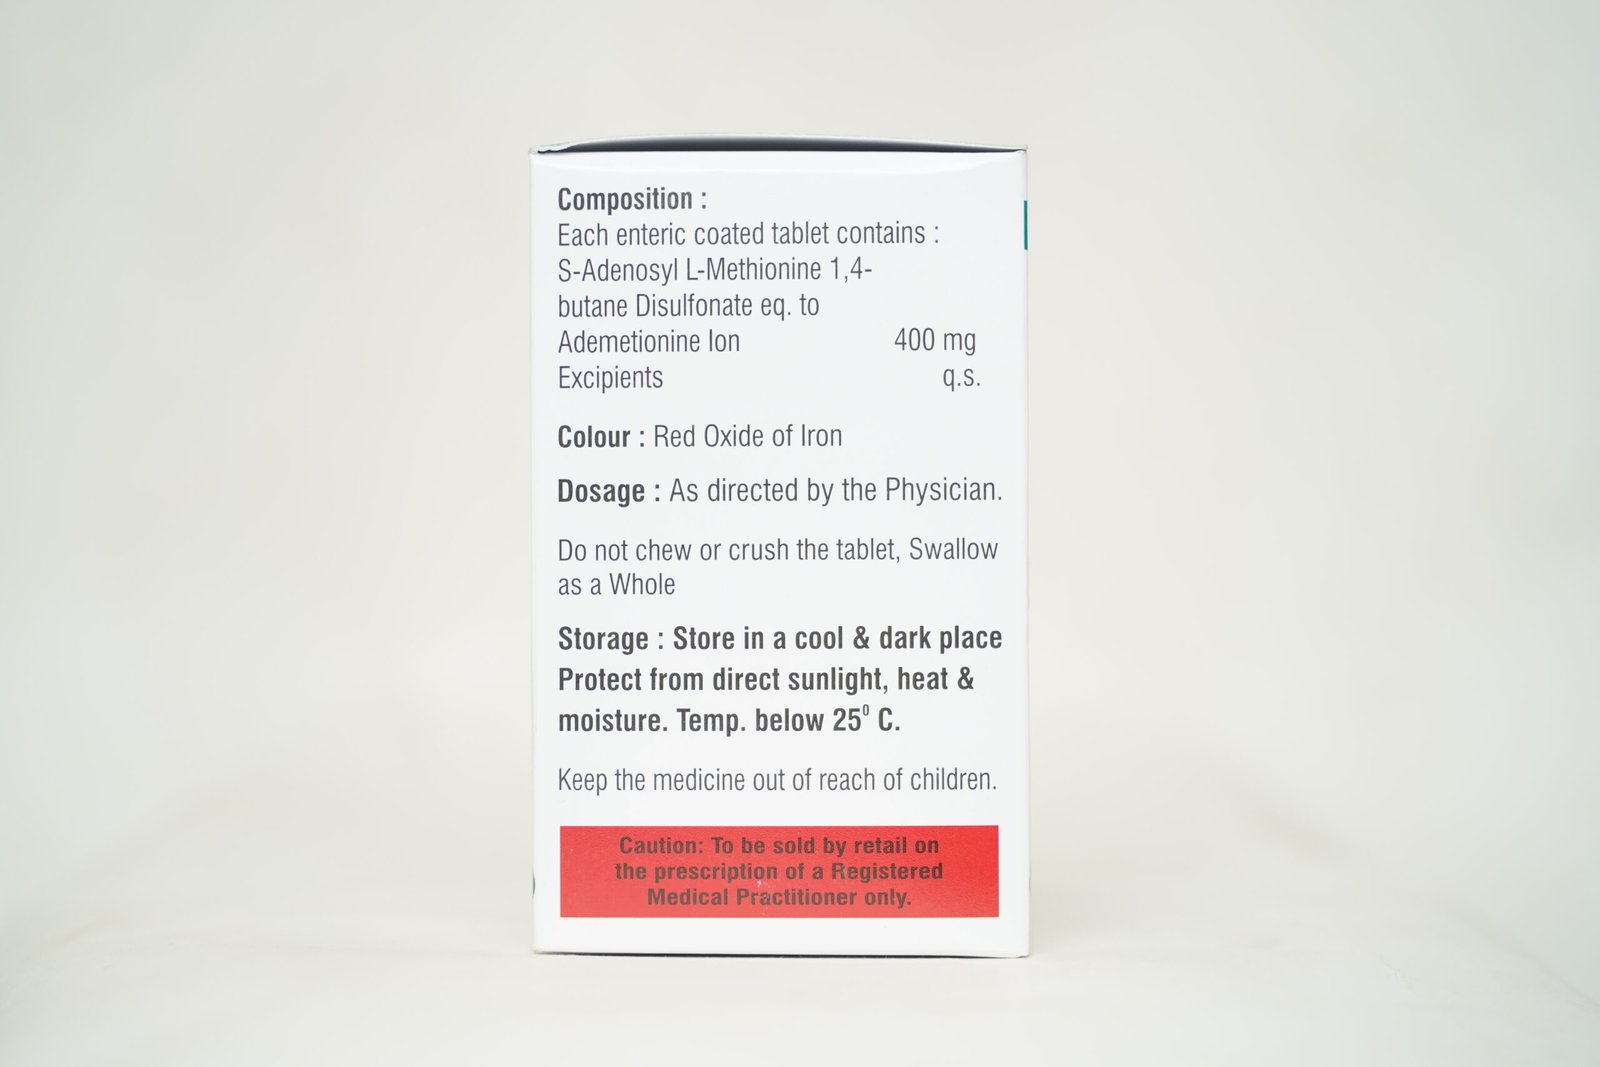 Composition :
Each enteric coated tablet contains :
S-Adenosyl L-Methionine 1,4-
butane Disulfonate eq. to
Ademetionine Ion 400 mg
Excipients q.s.
Colour : Red Oxide of Iron
Dosage : As directed by the Physician.
Do not chew or crush the tablet, Swallow
as a Whole
Storage : Store in a cool & dark place
Protect from direct sunlight, heat &
moisture. Temp. below 25⁰ C.
Keep the medicine out of reach of children.
Caution: To be sold by retail on
the prescription of a Registered
Medical Practitioner only.